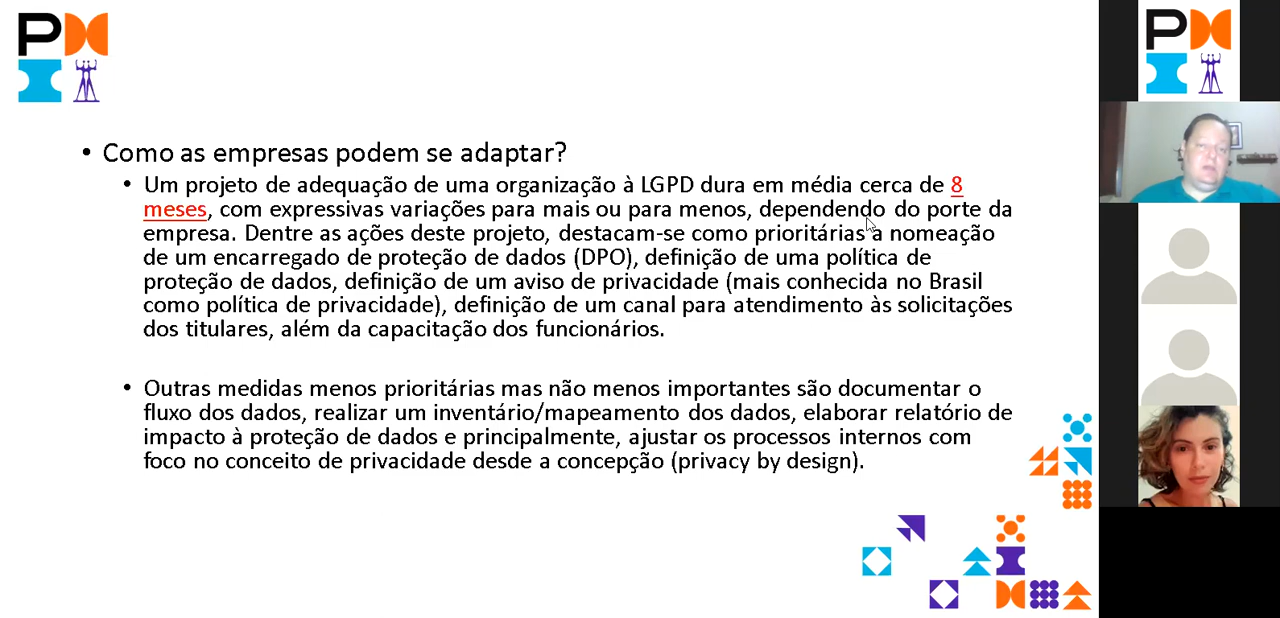 PMI
Como as empresas podem se adaptar?
Um projeto de adequação de uma organização à LGPD dura em média cerca de 8
meses, com expressivas variações para mais ou para menos, dependendo do porte da
empresa. Dentre as ações deste projeto, destacam-se como prioritárias a nomeação
de um encarregado de proteção de dados (DPO), definição de uma política de
proteção de dados, definição de um aviso de privacidade (mais conhecida no Brasil
como política de privacidade), definição de um canal para atendimento às solicitações
dos titulares, além da capacitação dos funcionários.
Outras medidas menos prioritárias mas não menos importantes são documentar o
fluxo dos dados, realizar um inventário/mapeamento dos dados, elaborar relatório de
impacto à proteção de dados e principalmente, ajustar os processos internos com
foco no conceito de privacidade desde a concepção (privacy by design).
PMI